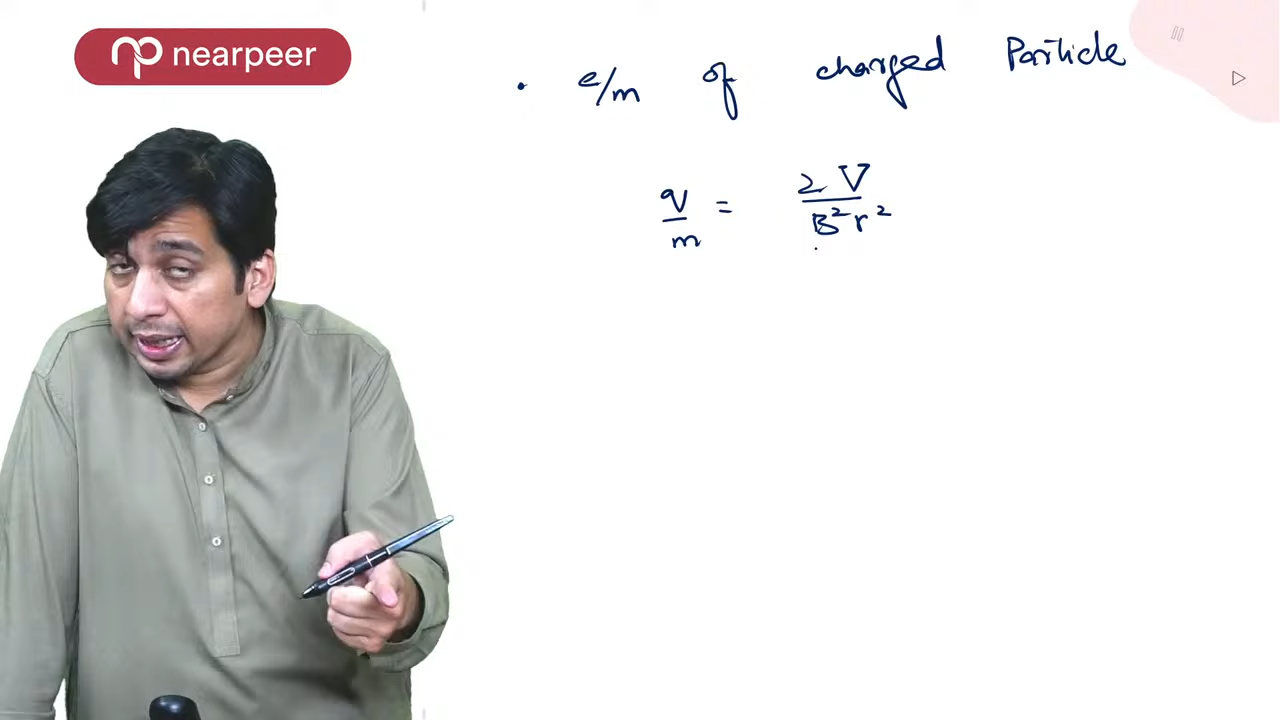 nearpeer
• e/m of charged Particle
q/m = 2V/B²r²